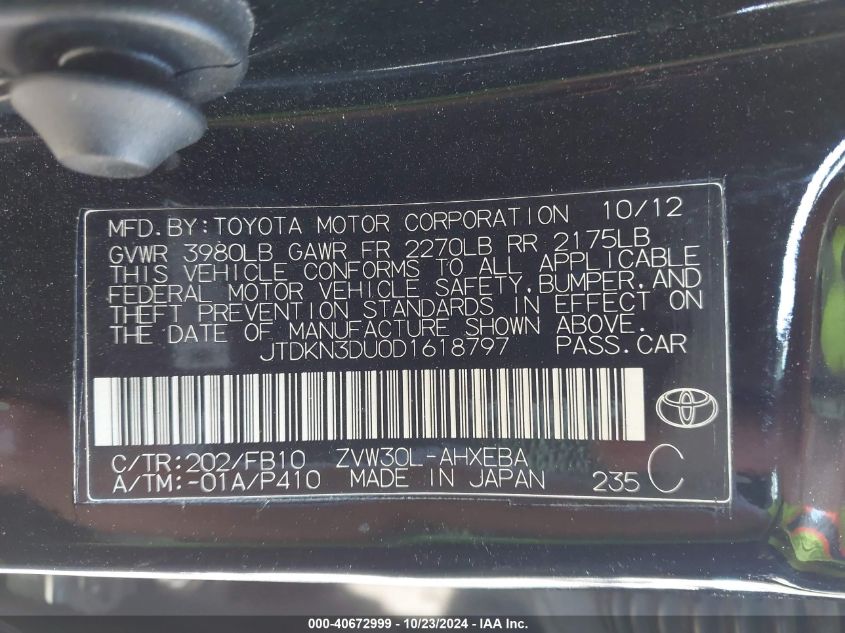 MFD.BY:TOYOTA MOTOR CORPORATION 10/12
GVWR 3980LB GAWR FR 2270LB RR 2175LB
THIS VEHICLE CONFORMS TO ALL APPLICABLE
FEDERAL MOTOR VEHICLE SAFETY,BUMPER,AND
THEFT PREVENTION STANDARDS IN EFFECT ON
THE DATE OF MANUFACTURE SHOWN ABOVE.
JTDKN3DU0D1618797 PASS.CAR
C/TR:202/FB10 ZVW30L-AHXEBA
A/TM:-01A/P410 MADE IN JAPAN 235 C
000-40672999 - 10/23/2024 - IAA Inc.